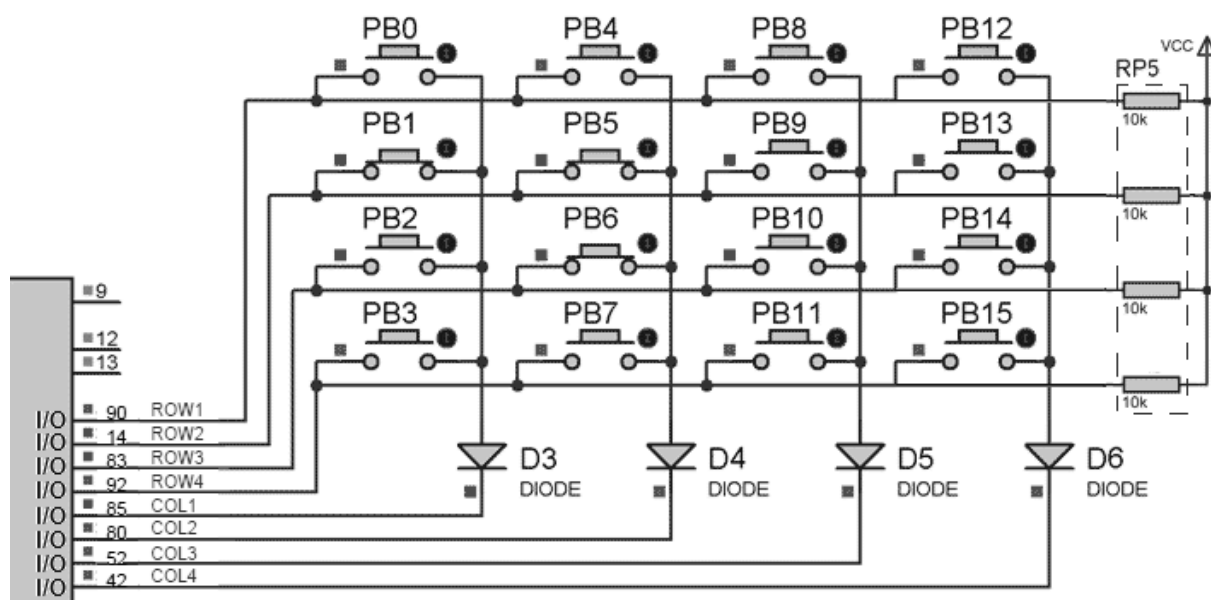 PB0 PB4 PB8 PB12
VCC
RP5
10k
PB1 PB5 PB9 PB13
10k
PB2 PB6 PB10 PB14
9
10k
PB3 PB7 PB11 PB15
12
13
10k
I/O 90 ROW1
I/O 14 ROW2
I/O 83 ROW3
I/O 92 ROW4
I/O 85 COL1
I/O 80 COL2
I/O 52 COL3
I/O 42 COL4
D3 D4 D5 D6
DIODE DIODE DIODE DIODE